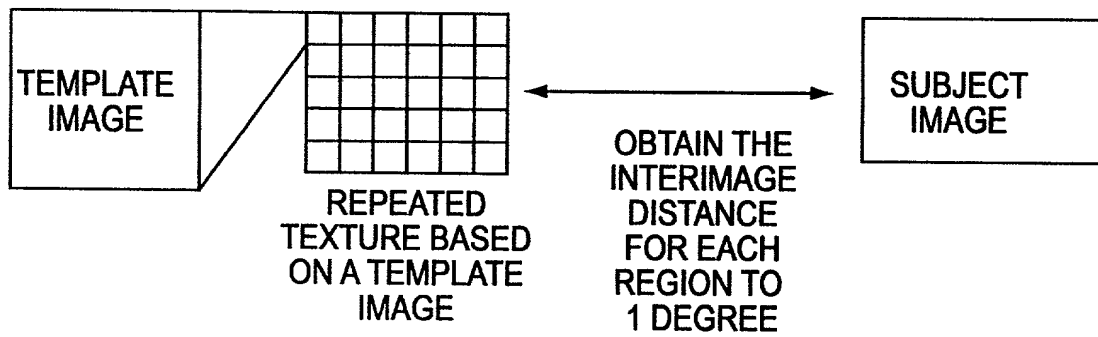 TEMPLATE
IMAGE
REPEATED
TEXTURE BASED
ON A TEMPLATE
IMAGE
OBTAIN THE
INTERIMAGE
DISTANCE
FOR EACH
REGION TO
1 DEGREE
SUBJECT
IMAGE